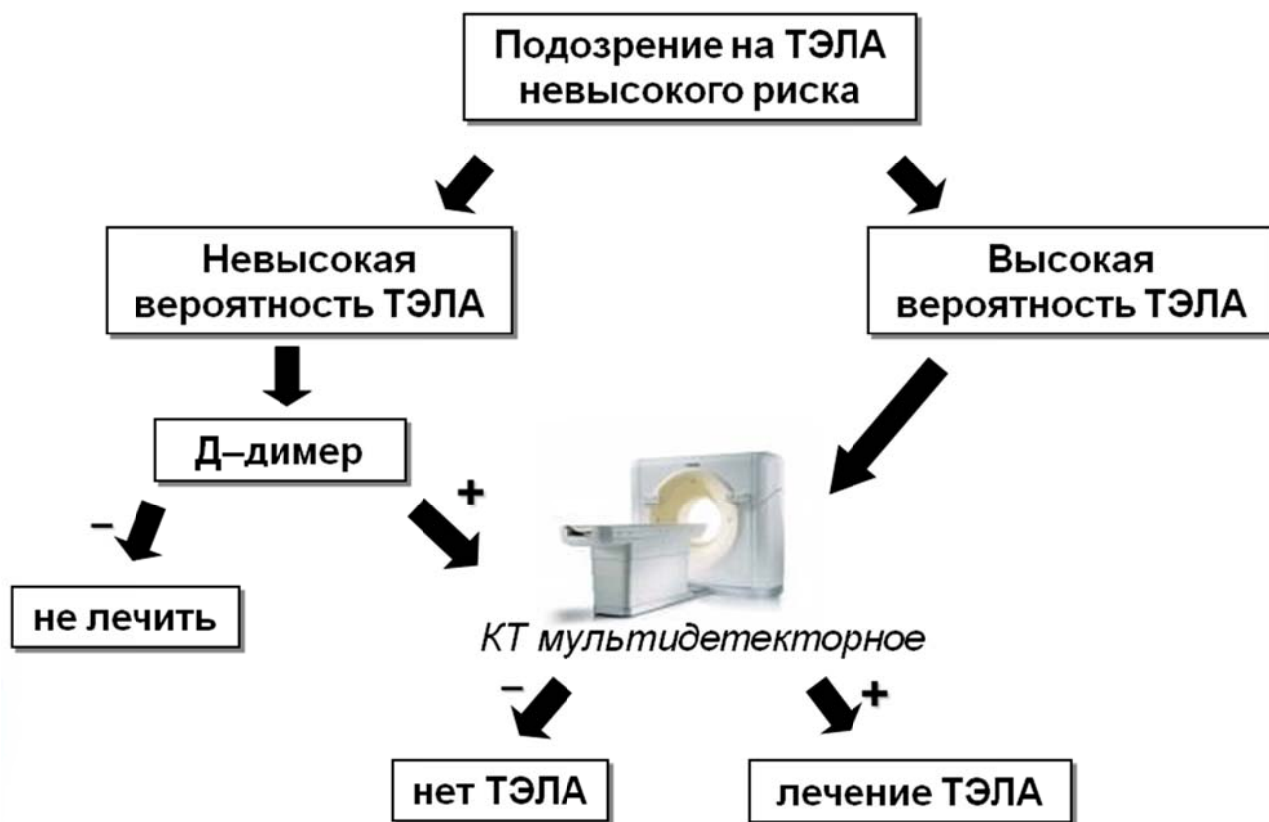 Подозрение на ТЭЛА
невысокого риска
Невысокая
вероятность ТЭЛА
Высокая
вероятность ТЭЛА
Д–димер
–
+
не лечить
КТ мультидетекторное
–
+
нет ТЭЛА
лечение ТЭЛА